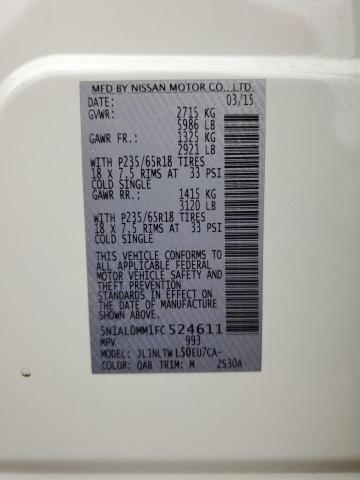 MFD BY NISSAN MOTOR CO., LTD.
DATE: 03/15
GVWR: 2715 KG
5986 LB
GAWR FR.: 1325 KG
2921 LB
WITH P235/65R18 TIRES
18 X 7.5 RIMS AT 33 PSI
COLD SINGLE
GAWR RR.: 1415 KG
3120 LB
WITH P235/65R18 TIRES
18 X 7.5 RIMS AT 33 PSI
COLD SINGLE
THIS VEHICLE CONFORMS
TO ALL APPLICABLE FEDERAL
MOTOR VEHICLE SAFETY AND
THEFT PREVENTION
STANDARDS IN EFFECT ON
THE DATE OF MANUFACTURE
SHOWN ABOVE.
5N1AL0MM1FC524611
MPV 993
MODEL: JLJNLTW L50EU7CA-
COLOR: QAB TRIM: M ZS30A